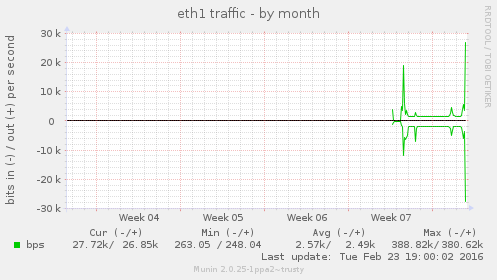 eth1 traffic - by month
RRDTOOL / TOBI OETIKER
bits in (-) / out (+) per second
30 k
20 k
10 k
0
-10 k
-20 k
-30 k
Week 04 Week 05 Week 06 Week 07
Cur (-/+) Min (-/+) Avg (-/+) Max (-/+)
bps 27.72k/ 26.85k 263.05 /248.04 2.57k/ 2.49k 388.82k/380.62k
Last update: Tue Feb 23 19:00:02 2016
Munin 2.0.25-1ppa2~trusty